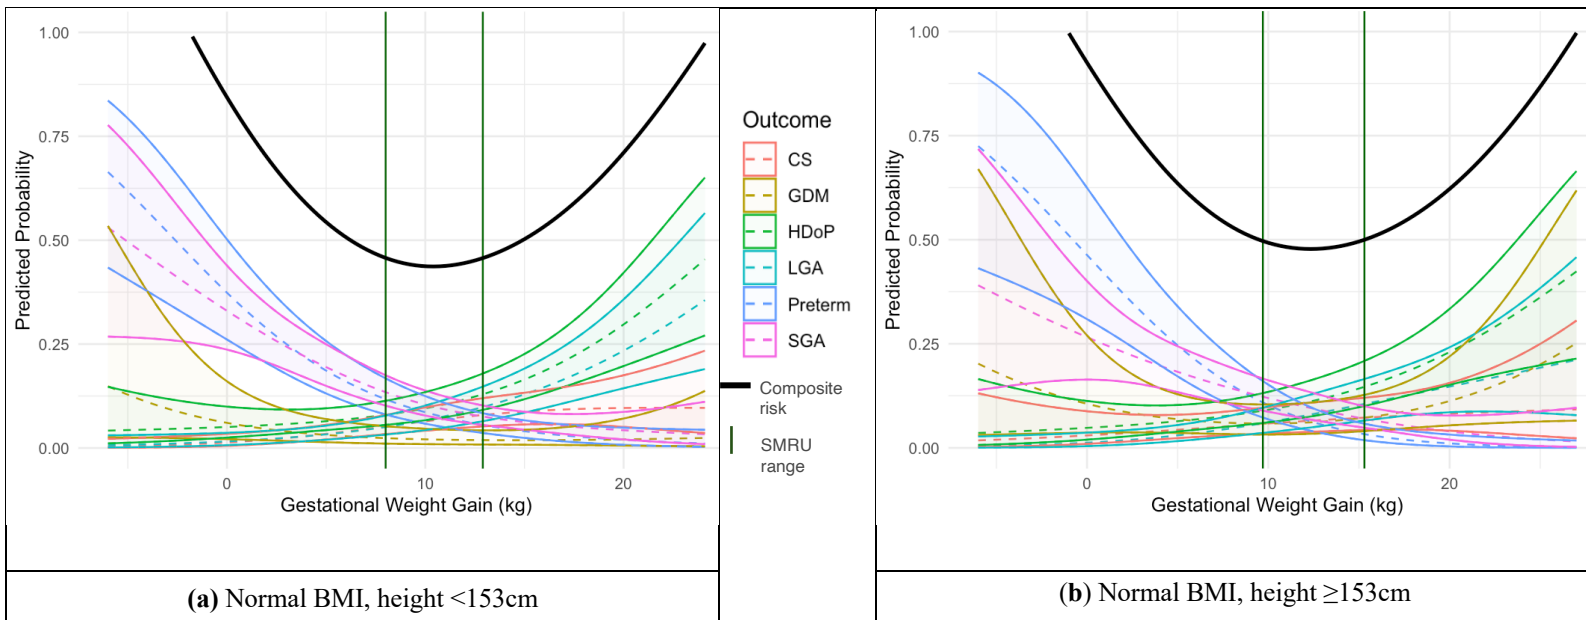 1.00
0.75
0.50
0.25
0.00
Predicted Probability
0
10
20
Gestational Weight Gain (kg)
(a) Normal BMI, height <153cm
Outcome
CS
GDM
HDoP
LGA
Preterm
SGA
Composite
risk
SMRU
range
1.00
0.75
0.50
0.25
0.00
Predicted Probability
0
10
20
Gestational Weight Gain (kg)
(b) Normal BMI, height ≥153cm